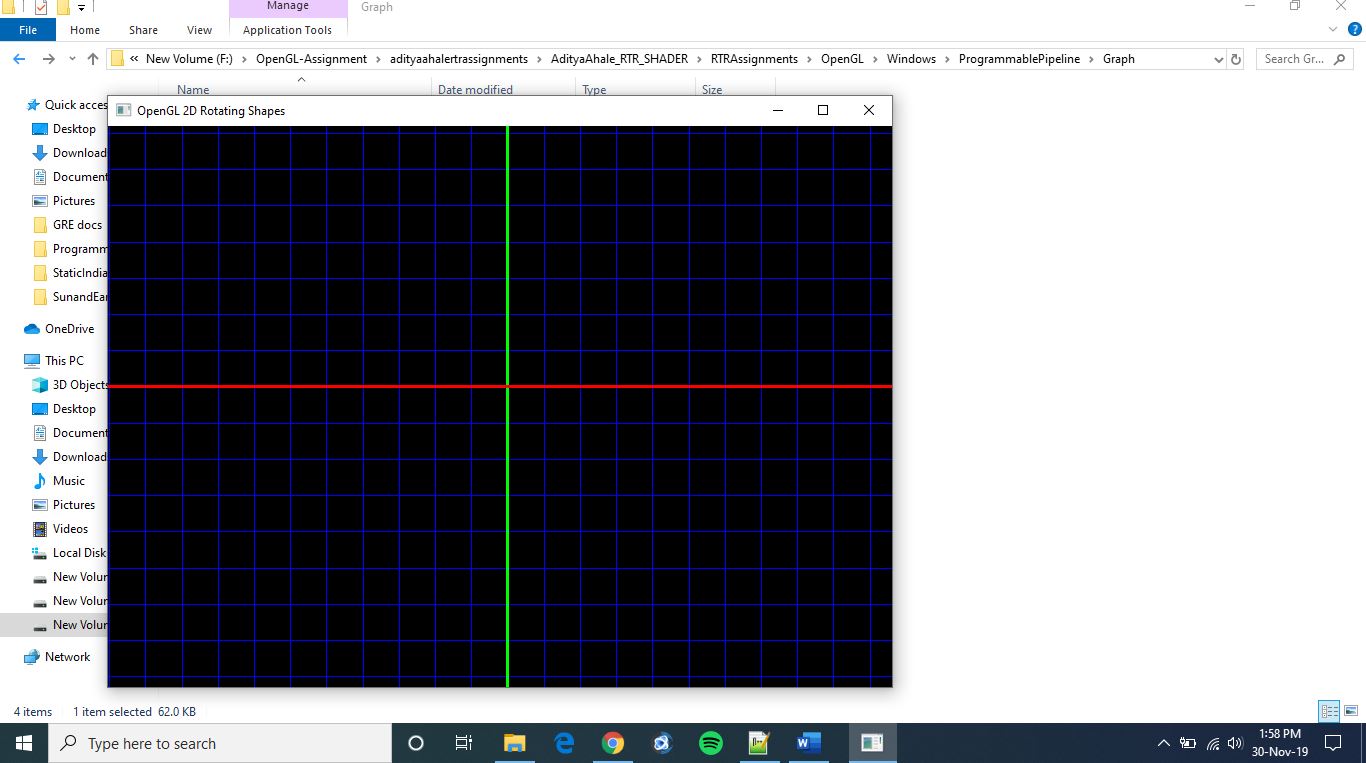 Manage
Graph
File
Home
Share
View
Application Tools
« New Volume (F:) > OpenGL-Assignment > adityaahalertrassignments > AdityaAhale_RTR_SHADER > RTRAssignments > OpenGL > Windows > ProgrammablePipeline > Graph
Search Gr...
Name
Date modified
Type
Size
OpenGL 2D Rotating Shapes
Quick acces
Desktop
Download
Document
Pictures
GRE docs
Programm
StaticIndia
SunandEar
OneDrive
This PC
3D Objects
Desktop
Document
Download
Music
Pictures
Videos
Local Disk
New Volur
New Volur
New Volur
Network
4 items
1 item selected 62.0 KB
Type here to search
1:58 PM
30-Nov-19